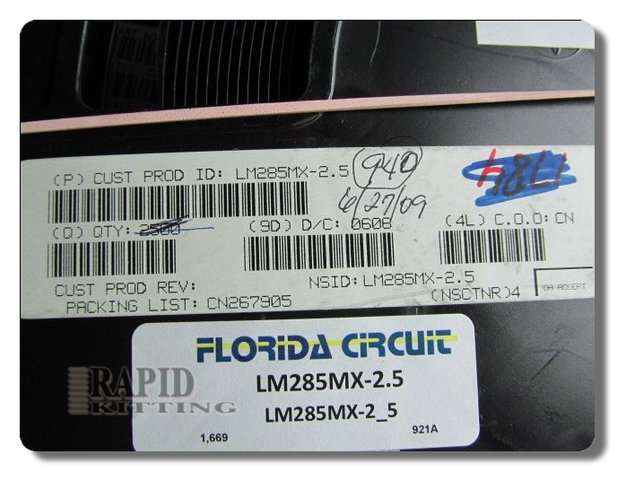 (P) CUST PROD ID: LM285MX-2.5 940
6/27/09
(Q) QTY: 2500 (9D) D/C: 0608 (4L) C.O.O: CN
CUST PROD REV: NSID: LM285MX-2.5
PACKING LIST: CN267905 (NSCTNR)4 QA ACCEPT
FLORIDA CIRCUIT
LM285MX-2.5
LM285MX-2_5
1,669 921A
RAPID
KITTING